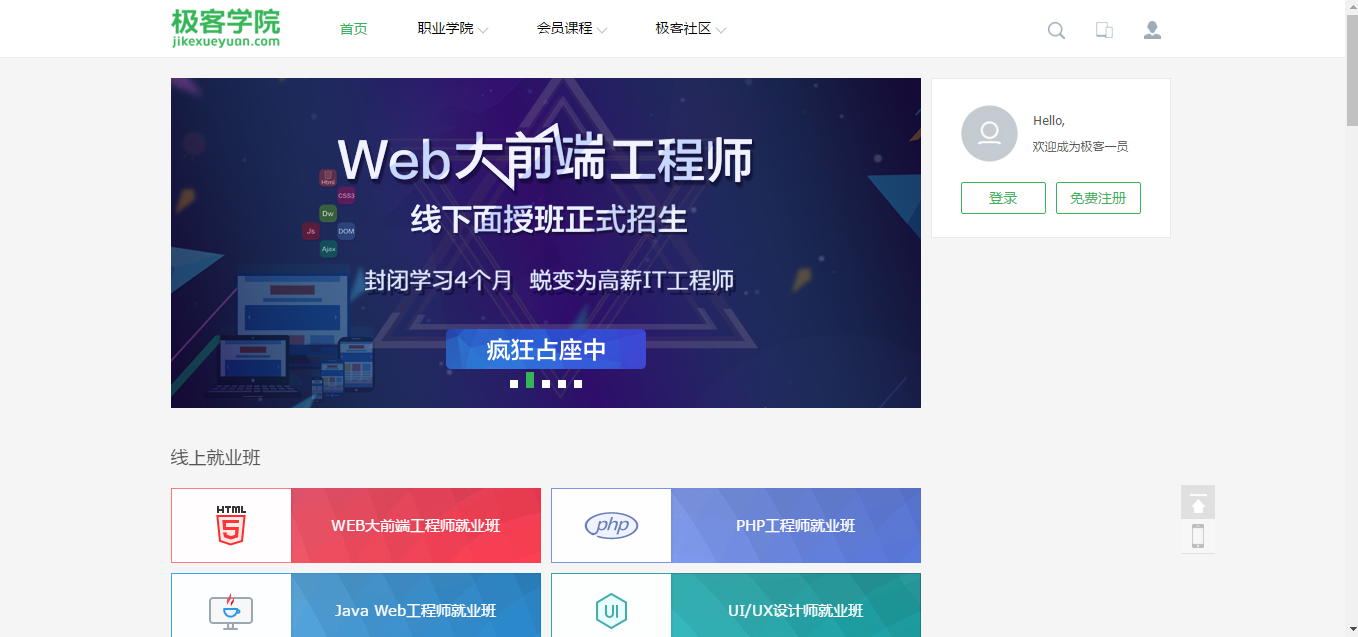 极客学院
jikexueyuan.com
首页 职业学院 会员课程 极客社区
Web大前端工程师
线下面授班正式招生
封闭学习4个月 蜕变为高薪IT工程师
疯狂占座中
Html
CSS3
Dw
Js
DOM
Ajax
Hello,
欢迎成为极客一员
登录 免费注册
线上就业班
HTML
5
WEB大前端工程师就业班
php
PHP工程师就业班
Java Web工程师就业班
UI
UI/UX设计师就业班